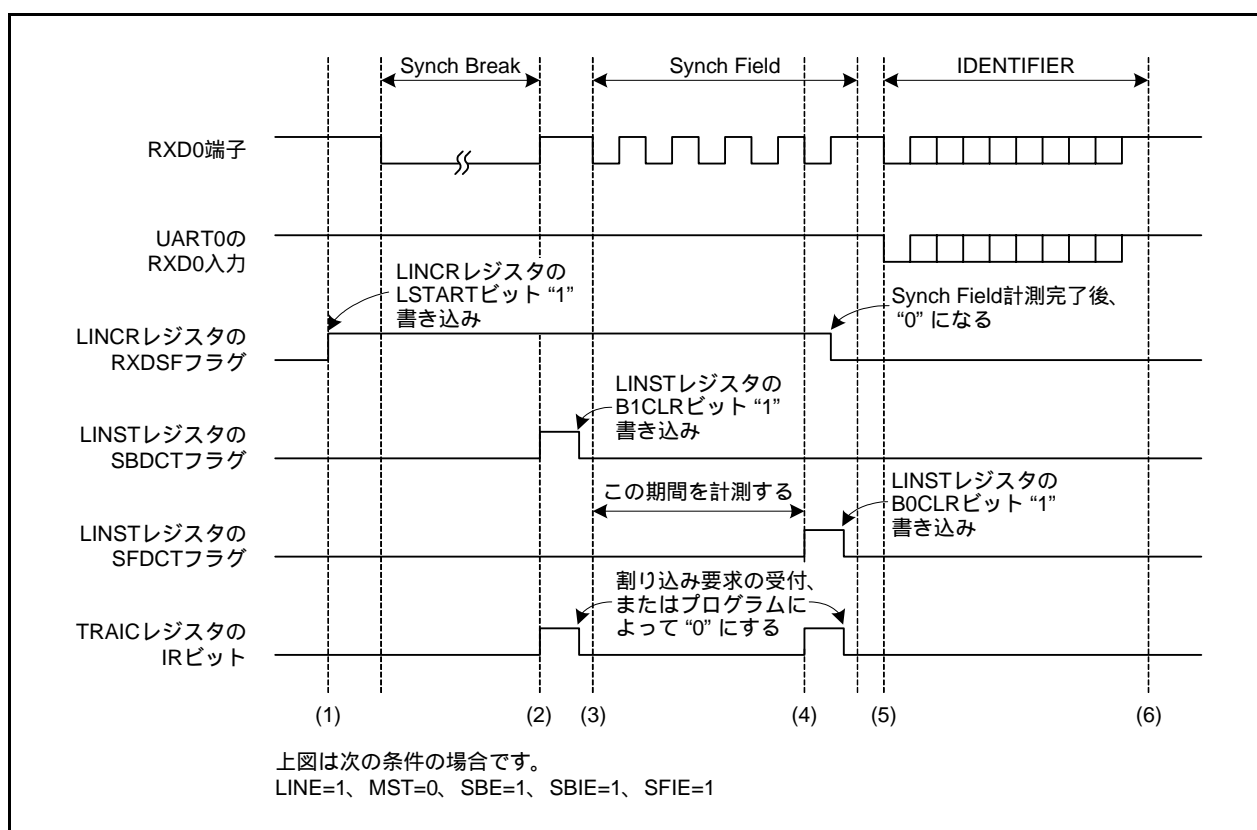 Synch Break
Synch Field
IDENTIFIER
RXD0端子
UART0の
RXD0入力
LINCRレジスタの
LSTARTビット “1”
書き込み
Synch Field計測完了後、
“0” になる
LINCRレジスタの
RXDSFフラグ
LINSTレジスタの
B1CLRビット “1”
書き込み
LINSTレジスタの
SBDCTフラグ
この期間を計測する
LINSTレジスタの
B0CLRビット “1”
書き込み
LINSTレジスタの
SFDCTフラグ
割り込み要求の受付、
またはプログラムに
よって “0” にする
TRAICレジスタの
IRビット
(1)
(2)
(3)
(4)
(5)
(6)
上図は次の条件の場合です。
LINE=1、MST=0、SBE=1、SBIE=1、SFIE=1